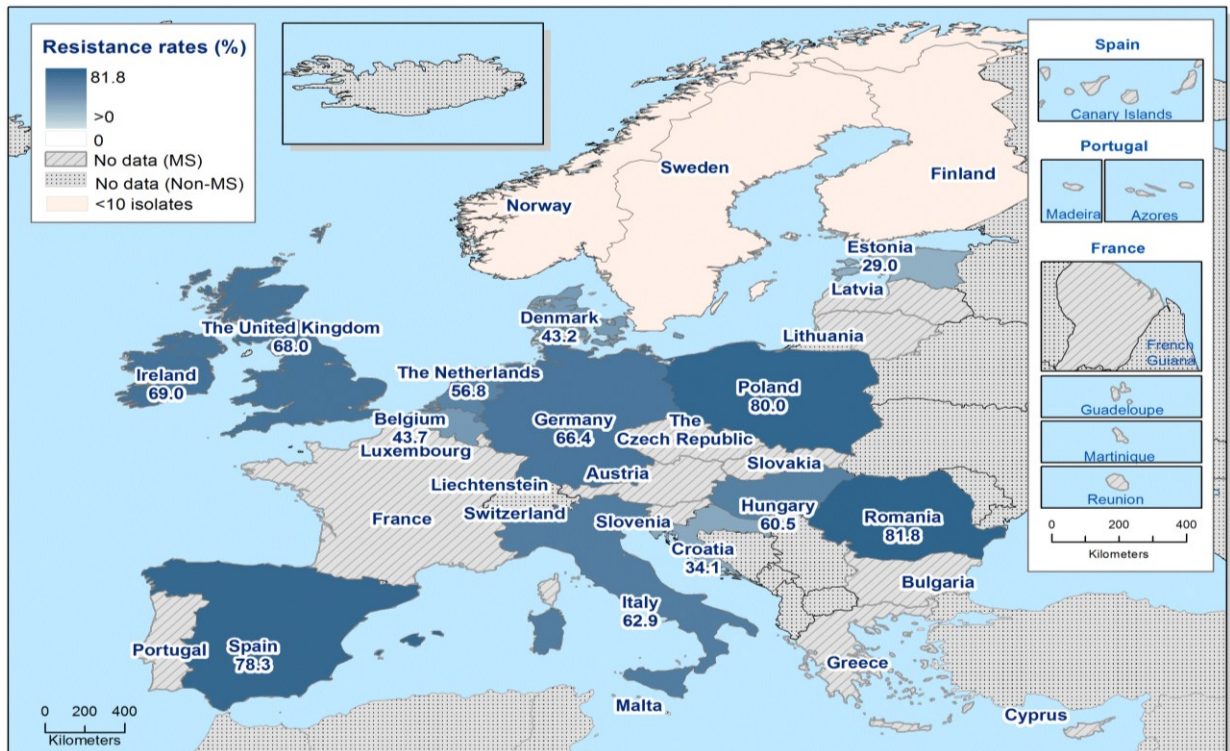 Resistance rates (%)
81.8
>0
0
No data (MS)
No data (Non-MS)
<10 isolates
Spain
Canary Islands
Portugal
Madeira
Azores
France
French
Guiana
Guadeloupe
Martinique
Reunion
0 200 400
Kilometers
Sweden
Finland
Norway
Estonia
29.0
Latvia
Lithuania
Denmark
43.2
The United Kingdom
68.0
Ireland
69.0
The Netherlands
56.8
Belgium
43.7
Luxembourg
Germany
66.4
Poland
80.0
The
Czech Republic
Slovakia
Austria
Liechtenstein
Switzerland
France
Slovenia
Hungary
60.5
Romania
81.8
Croatia
34.1
Bulgaria
Italy
62.9
Portugal
Spain
78.3
Greece
Malta
Cyprus
0 200 400
Kilometers